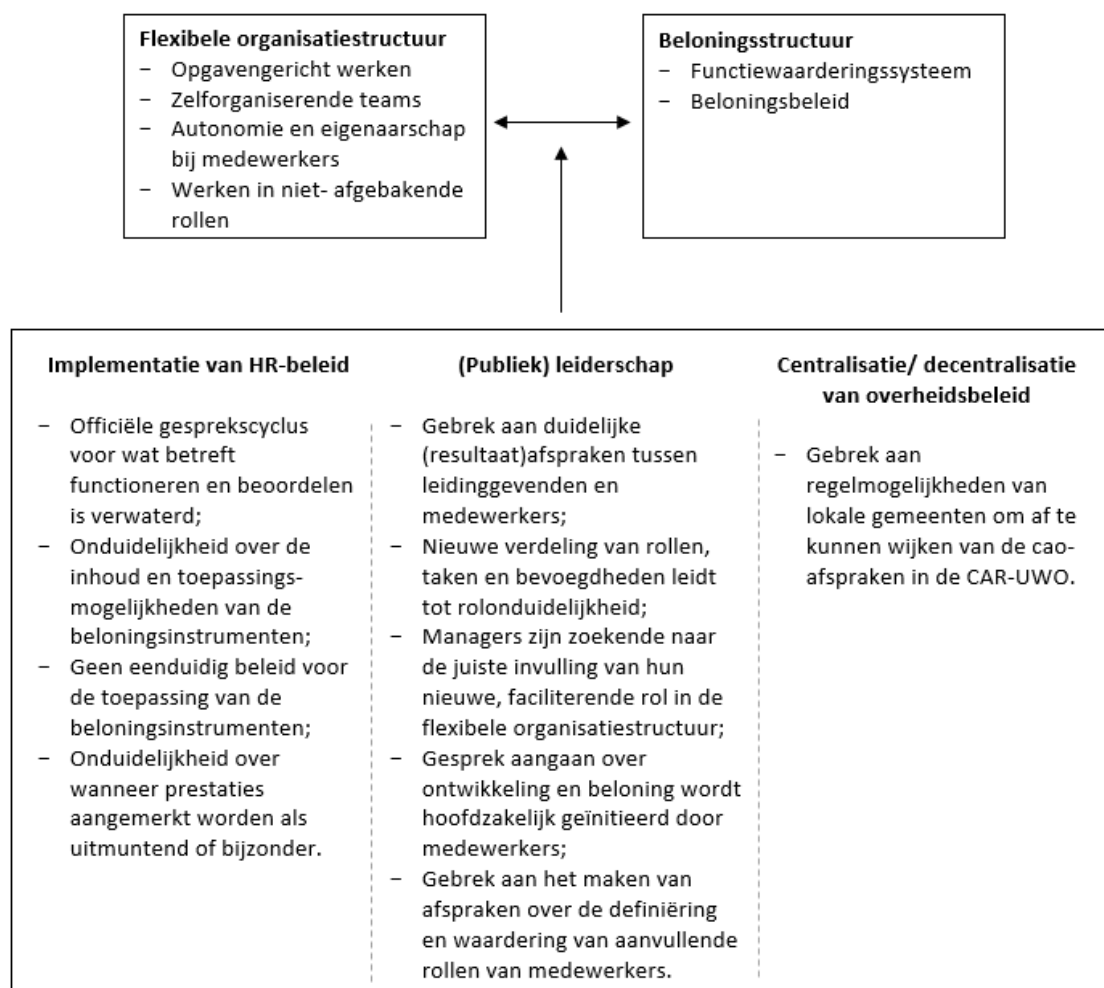 Flexibele organisatiestructuur
− Opgavengericht werken
− Zelforganiserende teams
− Autonomie en eigenaarschap
bij medewerkers
− Werken in niet- afgebakende
rollen
Beloningsstructuur
− Functiewaarderingssysteem
− Beloningsbeleid
Implementatie van HR-beleid
− Officiële gesprekscyclus
voor wat betreft
functioneren en beoordelen
is verwaterd;
− Onduidelijkheid over de
inhoud en toepassings-
mogelijkheden van de
beloningsinstrumenten;
− Geen eenduidig beleid voor
de toepassing van de
beloningsinstrumenten;
− Onduidelijkheid over
wanneer prestaties
aangemerkt worden als
uitmuntend of bijzonder.
(Publiek) leiderschap
− Gebrek aan duidelijke
(resultaat)afspraken tussen
leidinggevenden en
medewerkers;
− Nieuwe verdeling van rollen,
taken en bevoegdheden leidt
tot rolonduidelijkheid;
− Managers zijn zoekende naar
de juiste invulling van hun
nieuwe, faciliterende rol in de
flexibele organisatiestructuur;
− Gesprek aangaan over
ontwikkeling en beloning wordt
hoofdzakelijk geïnitieerd door
medewerkers;
− Gebrek aan het maken van
afspraken over de definiëring
en waardering van aanvullende
rollen van medewerkers.
Centralisatie/ decentralisatie
van overheidsbeleid
− Gebrek aan
regelmogelijkheden van
lokale gemeenten om af te
kunnen wijken van de cao-
afspraken in de CAR-UWO.